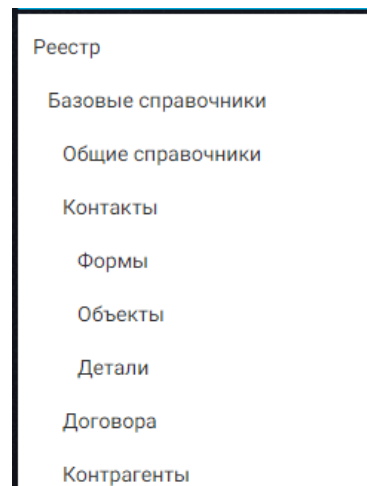 Реестр
Базовые справочники
Общие справочники
Контакты
Формы
Объекты
Детали
Договора
Контрагенты